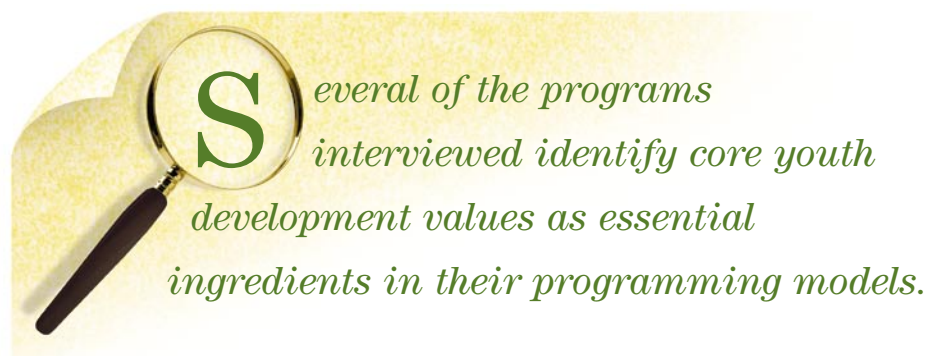 Several of the programs
interviewed identify core youth
development values as essential
ingredients in their programming models.